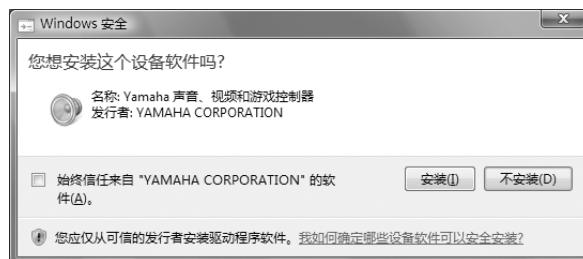 Windows 安全
您想安装这个设备软件吗?
名称: Yamaha 声音、视频和游戏控制器
发行者: YAMAHA CORPORATION
始终信任来自 "YAMAHA CORPORATION" 的软
件(A)。
安装(I)
不安装(D)
您应仅从可信的发行者安装驱动程序软件。我如何确定哪些设备软件可以安全安装?